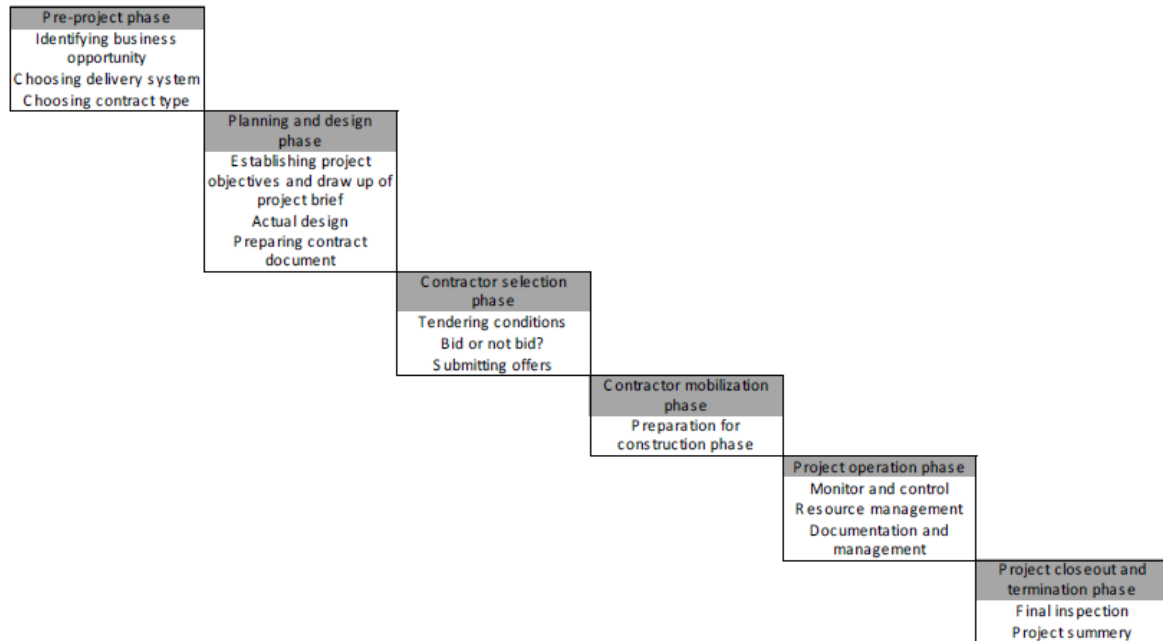 Pre-project phase
Identifying business
opportunity
Choosing delivery system
Choosing contract type
Planning and design
phase
Establishing project
objectives and draw up of
project brief
Actual design
Preparing contract
document
Contractor selection
phase
Tendering conditions
Bid or not bid?
Submitting offers
Contractor mobilization
phase
Preparation for
construction phase
Project operation phase
Monitor and control
Resource management
Documentation and
management
Project closeout and
termination phase
Final inspection
Project summery